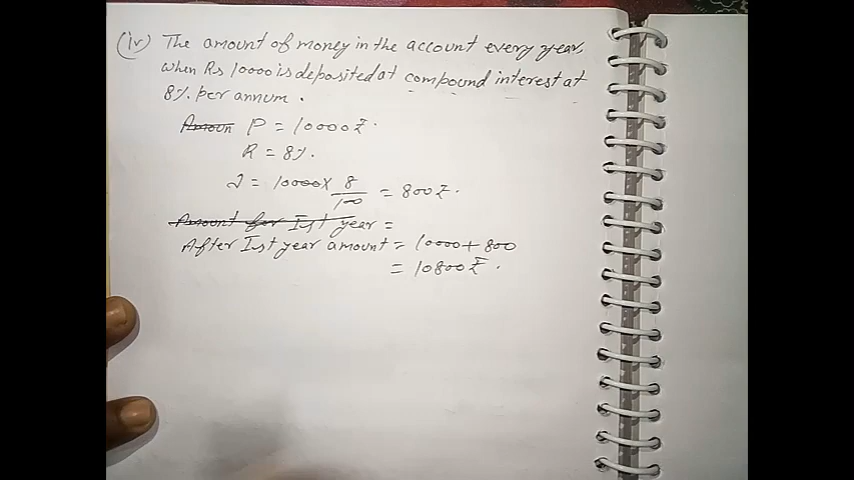 (iv) The amount of money in the account every year,
when Rs 10000 is deposited at compound interest at
8% per annum.
Amoun P = 10000₹.
R = 8%.
I = 10000 × 8/100 = 800₹.
Amount for Ist year =
After Ist year amount = 10000 + 800
= 10800₹.